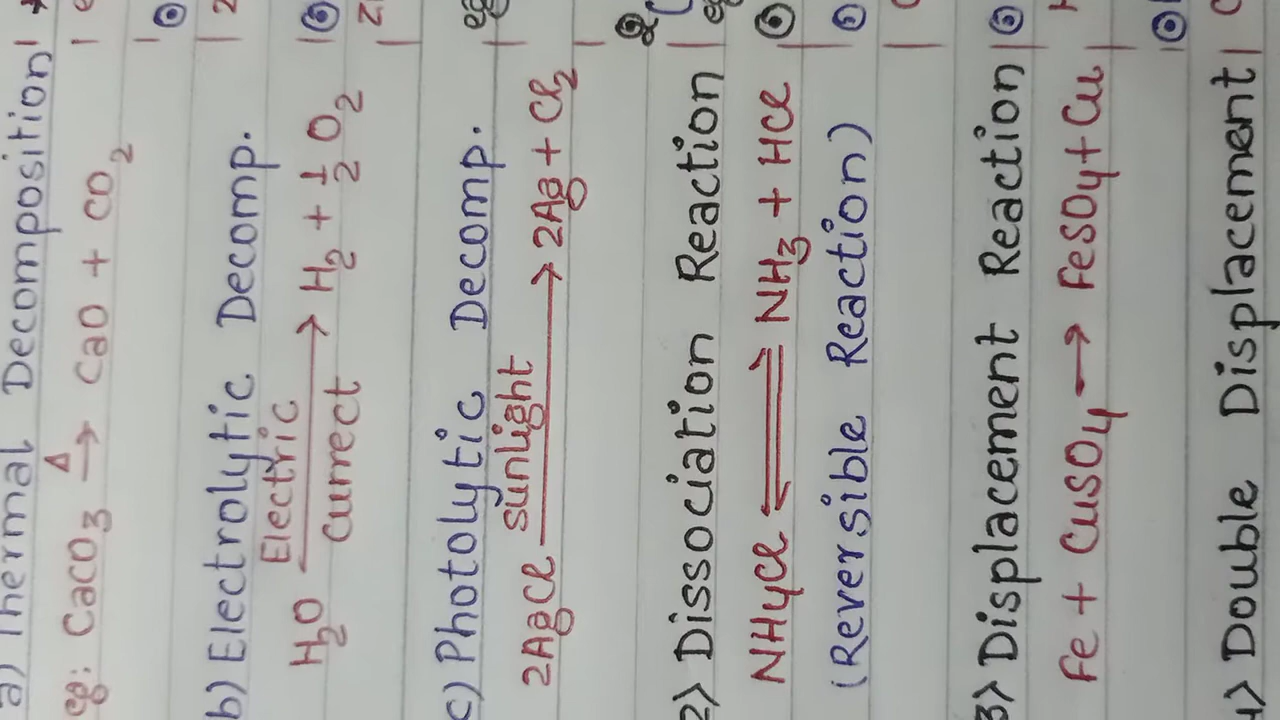 a) Thermal Decomposition
eg: CaCO3 Δ→ CaO + CO2
b) Electrolytic Decomp.
H2O Electric currect → H2 + 1/2 O2
c) Photolytic Decomp.
2AgCl sunlight → 2Ag + Cl2
2> Dissociation Reaction
NH4Cl ⇌ NH3 + HCl
(Reversible Reaction)
3> Displacement Reaction
Fe + CuSO4 → FeSO4 + Cu
4> Double Displacement